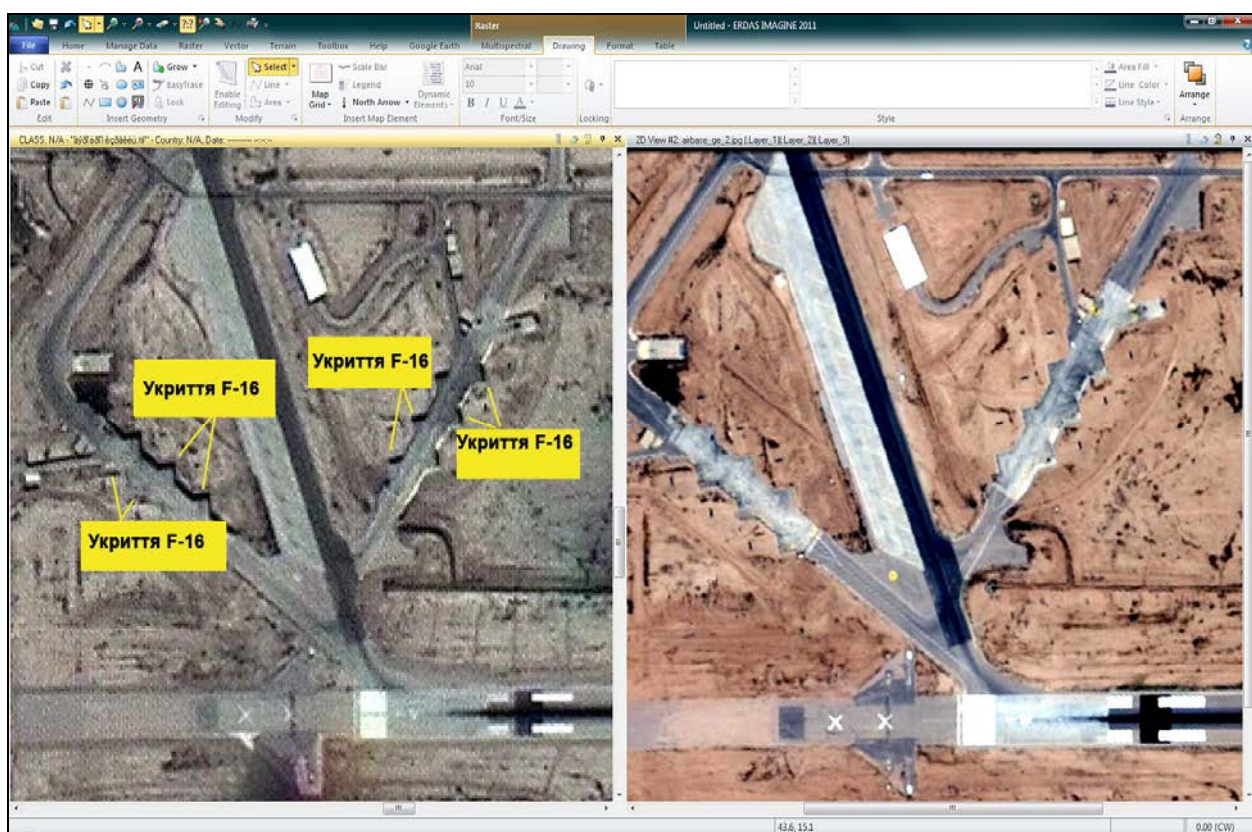 Raster
Untitled - ERDAS IMAGINE 2011
File Home Manage Data Raster Vector Terrain Toolbox Help Google Earth Multispectral Drawing Format Table
Cut Grow Select Scale Bar Arial Area Fill
Copy EasyTrace Enable Line Map Legend Dynamic 10 Line Color Arrange
Paste Lock Editing Area Grid North Arrow Elements B I U A Line Style
Edit Insert Geometry Modify Insert Map Element Font/Size Locking Style Arrange
CLASS. N/A - Country: N/A, Date:
2D View #2: airbase_ge_2.jpg (:Layer_1)(:Layer_2)(:Layer_3)
Укриття F-16
Укриття F-16
Укриття F-16
Укриття F-16
43.6, 15.1
0.00 (CW)